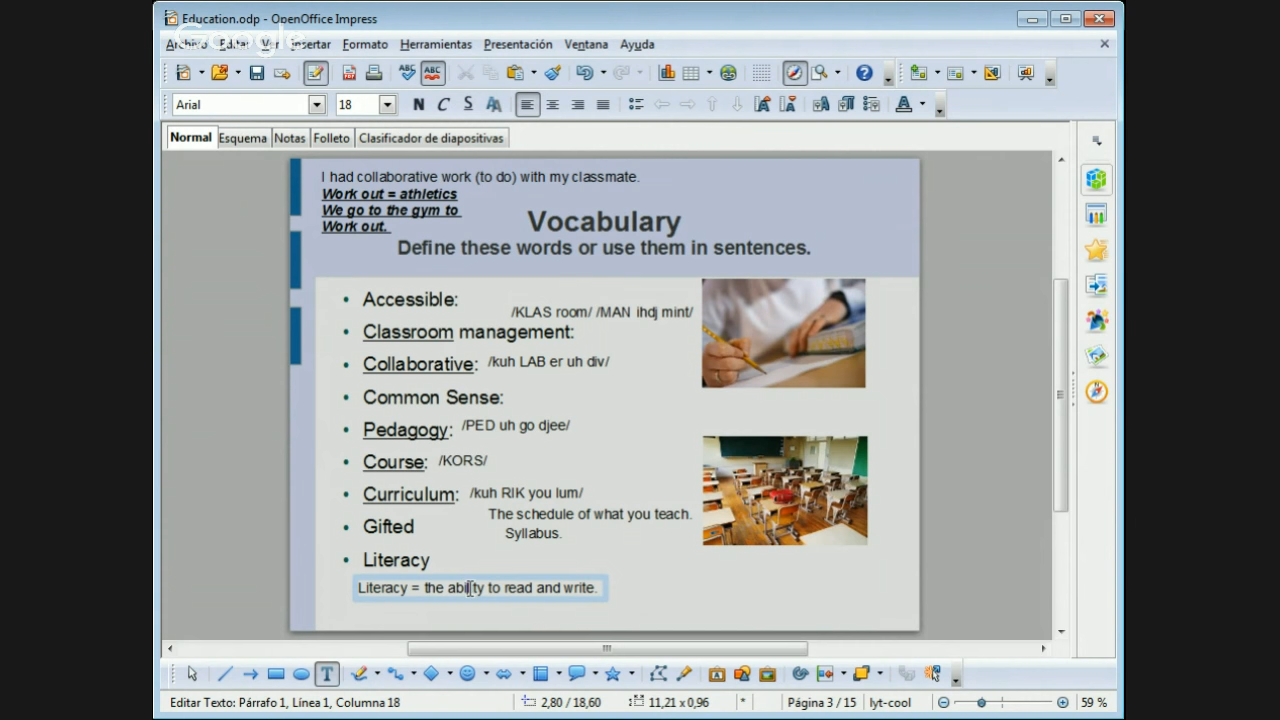 Education.odp - OpenOffice Impress
Google
Archivo Editar Ver Insertar Formato Herramientas Presentación Ventana Ayuda
Arial 18 N C S
Normal Esquema Notas Folleto Clasificador de diapositivas
I had collaborative work (to do) with my classmate.
Work out = athletics
We go to the gym to
Work out.
Vocabulary
Define these words or use them in sentences.
• Accessible:
/KLAS room/ /MAN ihdj mint/
• Classroom management:
• Collaborative: /kuh LAB er uh div/
• Common Sense:
• Pedagogy: /PED uh go djee/
• Course: /KORS/
• Curriculum: /kuh RIK you lum/
The schedule of what you teach.
• Gifted
Syllabus.
• Literacy
Literacy = the ability to read and write.
Editar Texto: Párrafo 1, Línea 1, Columna 18 2,80 / 18,60 11,21 x 0,96 * Página 3 / 15 lyt-cool 59 %